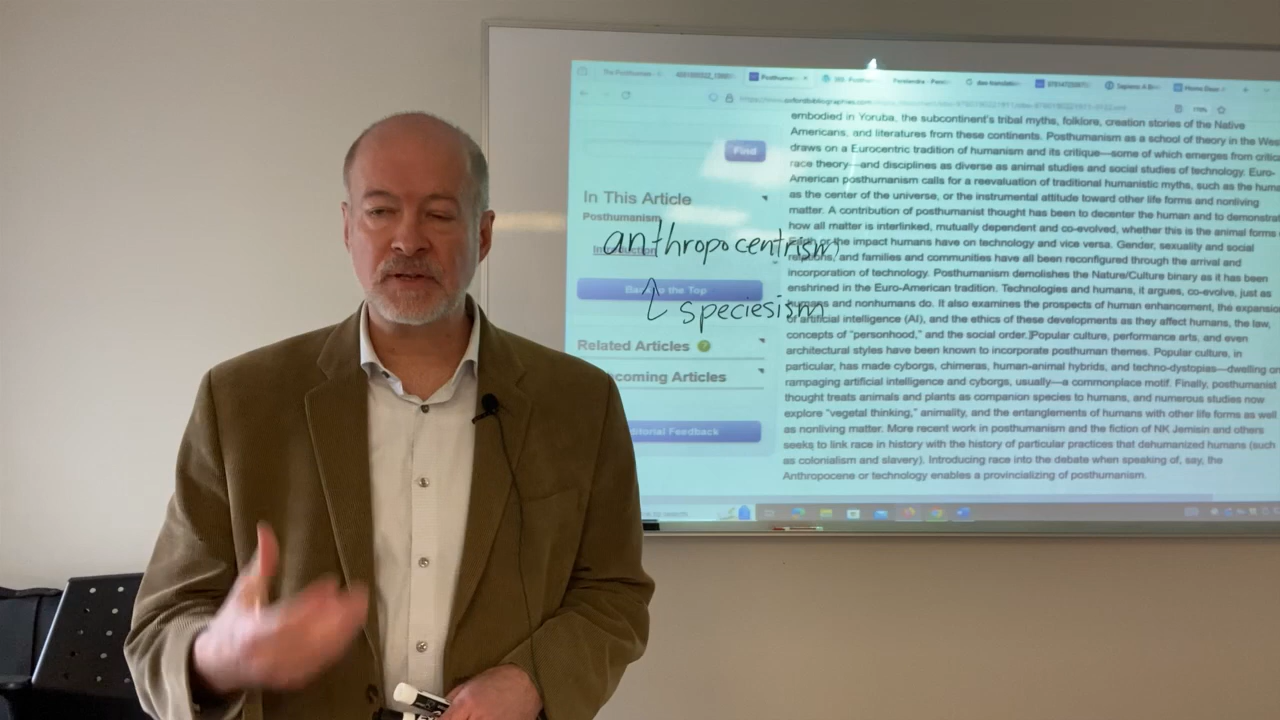 Posthuma
oxfordbibliographies.com
Find
In This Article
Posthumanism
Introduction
Back to the Top
Related Articles
coming Articles
ditorial Feedback
anthropocentrism
speciesism
embodied in Yoruba, the subcontinent's tribal myths, folklore, creation stories of the Native
Americans, and literatures from these continents. Posthumanism as a school of theory in the Wes
draws on a Eurocentric tradition of humanism and its critique—some of which emerges from critica
race theory—and disciplines as diverse as animal studies and social studies of technology. Euro-
American posthumanism calls for a reevaluation of traditional humanistic myths, such as the huma
as the center of the universe, or the instrumental attitude toward other life forms and nonliving
matter. A contribution of posthumanist thought has been to decenter the human and to demonstra
how all matter is interlinked, mutually dependent and co-evolved, whether this is the animal forms
or the impact humans have on technology and vice versa. Gender, sexuality and social
and families and communities have all been reconfigured through the arrival and
incorporation of technology. Posthumanism demolishes the Nature/Culture binary as it has been
enshrined in the Euro-American tradition. Technologies and humans, it argues, co-evolve, just as
humans and nonhumans do. It also examines the prospects of human enhancement, the expansio
of artificial intelligence (AI), and the ethics of these developments as they affect humans, the law,
concepts of "personhood," and the social order.]Popular culture, performance arts, and even
architectural styles have been known to incorporate posthuman themes. Popular culture, in
particular, has made cyborgs, chimeras, human-animal hybrids, and techno-dystopias—dwelling on
rampaging artificial intelligence and cyborgs, usually—a commonplace motif. Finally, posthumanist
thought treats animals and plants as companion species to humans, and numerous studies now
explore "vegetal thinking," animality, and the entanglements of humans with other life forms as well
as nonliving matter. More recent work in posthumanism and the fiction of NK Jemisin and others
seeks to link race in history with the history of particular practices that dehumanized humans (such
as colonialism and slavery). Introducing race into the debate when speaking of, say, the
Anthropocene or technology enables a provincializing of posthumanism.